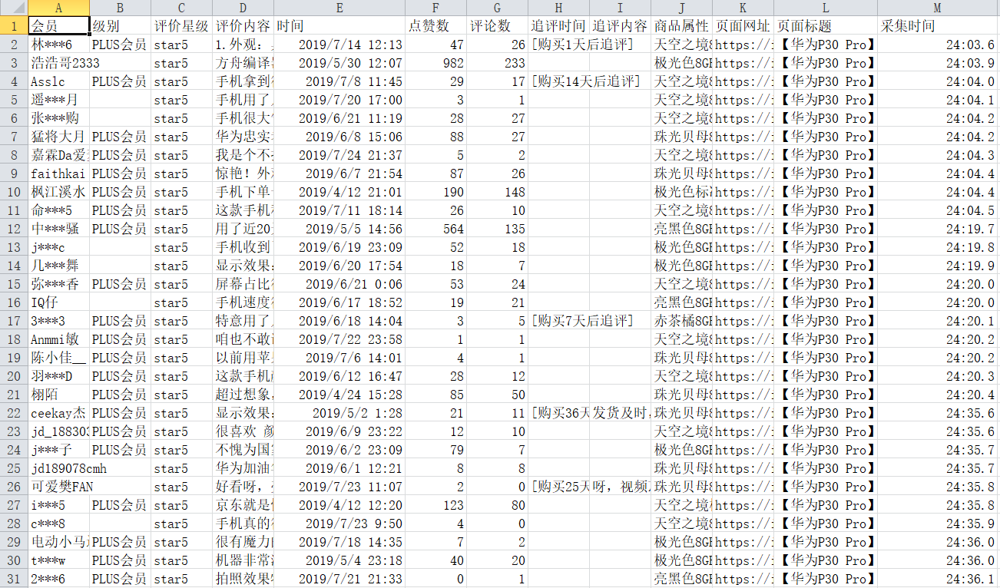 A B C D E F G H I J K L M
1 会员 级别 评价星级 评价内容 时间 点赞数 评论数 追评时间 追评内容 商品属性 页面网址 页面标题 采集时间
2 林***6 PLUS会员 star5 1.外观: 2019/7/14 12:13 47 26 [购买1天后追评] 天空之境8 https:// 【华为P30 Pro】 24:03.6
3 浩浩哥2333 star5 方舟编译 2019/5/30 12:07 982 233 极光色8G https:// 【华为P30 Pro】 24:03.9
4 Asslc PLUS会员 star5 手机拿到 2019/7/8 11:45 29 17 [购买14天后追评] 天空之境8 https:// 【华为P30 Pro】 24:04.0
5 遥***月 star5 手机用了 2019/7/20 17:00 3 1 天空之境8 https:// 【华为P30 Pro】 24:04.1
6 张***购 star5 手机很大 2019/6/21 11:19 28 27 天空之境8 https:// 【华为P30 Pro】 24:04.2
7 猛将大月 PLUS会员 star5 华为忠实 2019/6/8 15:06 88 27 珠光贝母8 https:// 【华为P30 Pro】 24:04.2
8 嘉霖Da爱 PLUS会员 star5 我是个不 2019/7/24 21:37 5 2 天空之境8 https:// 【华为P30 Pro】 24:04.3
9 faithkai PLUS会员 star5 惊艳！外 2019/6/7 21:54 87 26 珠光贝母8 https:// 【华为P30 Pro】 24:04.4
10 枫江溪水 PLUS会员 star5 手机下单 2019/4/12 21:01 190 148 极光色标 https:// 【华为P30 Pro】 24:04.4
11 命***5 PLUS会员 star5 这款手机 2019/7/11 18:14 26 10 天空之境8 https:// 【华为P30 Pro】 24:04.5
12 中***骚 PLUS会员 star5 用了近20 2019/5/5 14:56 564 135 亮黑色8G https:// 【华为P30 Pro】 24:19.7
13 j***c star5 手机收到 2019/6/19 23:09 52 18 极光色8G https:// 【华为P30 Pro】 24:19.8
14 几***舞 star5 显示效果: 2019/6/20 17:54 18 7 极光色8G https:// 【华为P30 Pro】 24:19.9
15 弥***香 PLUS会员 star5 屏幕占比 2019/6/21 0:06 53 24 天空之境8 https:// 【华为P30 Pro】 24:20.0
16 IQ仔 star5 手机速度 2019/6/17 18:52 19 21 亮黑色8G https:// 【华为P30 Pro】 24:20.0
17 3***3 PLUS会员 star5 特意用了 2019/6/18 14:04 3 5 [购买7天后追评] 赤茶橘8G https:// 【华为P30 Pro】 24:20.1
18 Anmmi敏 PLUS会员 star5 咱也不敢 2019/7/22 23:58 1 1 天空之境8 https:// 【华为P30 Pro】 24:20.2
19 陈小佳__ PLUS会员 star5 以前用苹 2019/7/6 14:01 4 1 珠光贝母8 https:// 【华为P30 Pro】 24:20.2
20 羽***D PLUS会员 star5 这款手机 2019/6/12 16:47 28 12 天空之境8 https:// 【华为P30 Pro】 24:20.3
21 栩陌 PLUS会员 star5 超过想象， 2019/4/24 15:28 85 50 珠光贝母8 https:// 【华为P30 Pro】 24:20.4
22 ceekay杰 PLUS会员 star5 显示效果: 2019/5/2 1:28 21 11 [购买36天 发货及时， 珠光贝母8 https:// 【华为P30 Pro】 24:35.6
23 jd_18830 PLUS会员 star5 很喜欢 颜 2019/6/9 23:22 12 10 天空之境8 https:// 【华为P30 Pro】 24:35.6
24 j***子 PLUS会员 star5 不愧为国 2019/6/2 23:09 79 7 极光色8G https:// 【华为P30 Pro】 24:35.7
25 jd189078cmh star5 华为加油 2019/6/1 12:21 8 8 珠光贝母8 https:// 【华为P30 Pro】 24:35.7
26 可爱樊FAN star5 好看呀， 2019/7/23 11:07 2 0 [购买25天 呀，视频 珠光贝母8 https:// 【华为P30 Pro】 24:35.8
27 i***5 PLUS会员 star5 京东就是 2019/4/12 12:20 123 80 天空之境 https:// 【华为P30 Pro】 24:35.8
28 c***8 star5 手机真的 2019/7/23 9:50 4 0 天空之境8 https:// 【华为P30 Pro】 24:35.9
29 电动小马 PLUS会员 star5 很有魔力 2019/7/18 14:35 7 2 天空之境8 https:// 【华为P30 Pro】 24:36.0
30 t***w PLUS会员 star5 机器非常 2019/5/4 23:18 40 20 极光色8G https:// 【华为P30 Pro】 24:36.0
31 2***6 PLUS会员 star5 拍照效果 2019/7/21 21:33 0 1 亮黑色8G https:// 【华为P30 Pro】 24:36.1